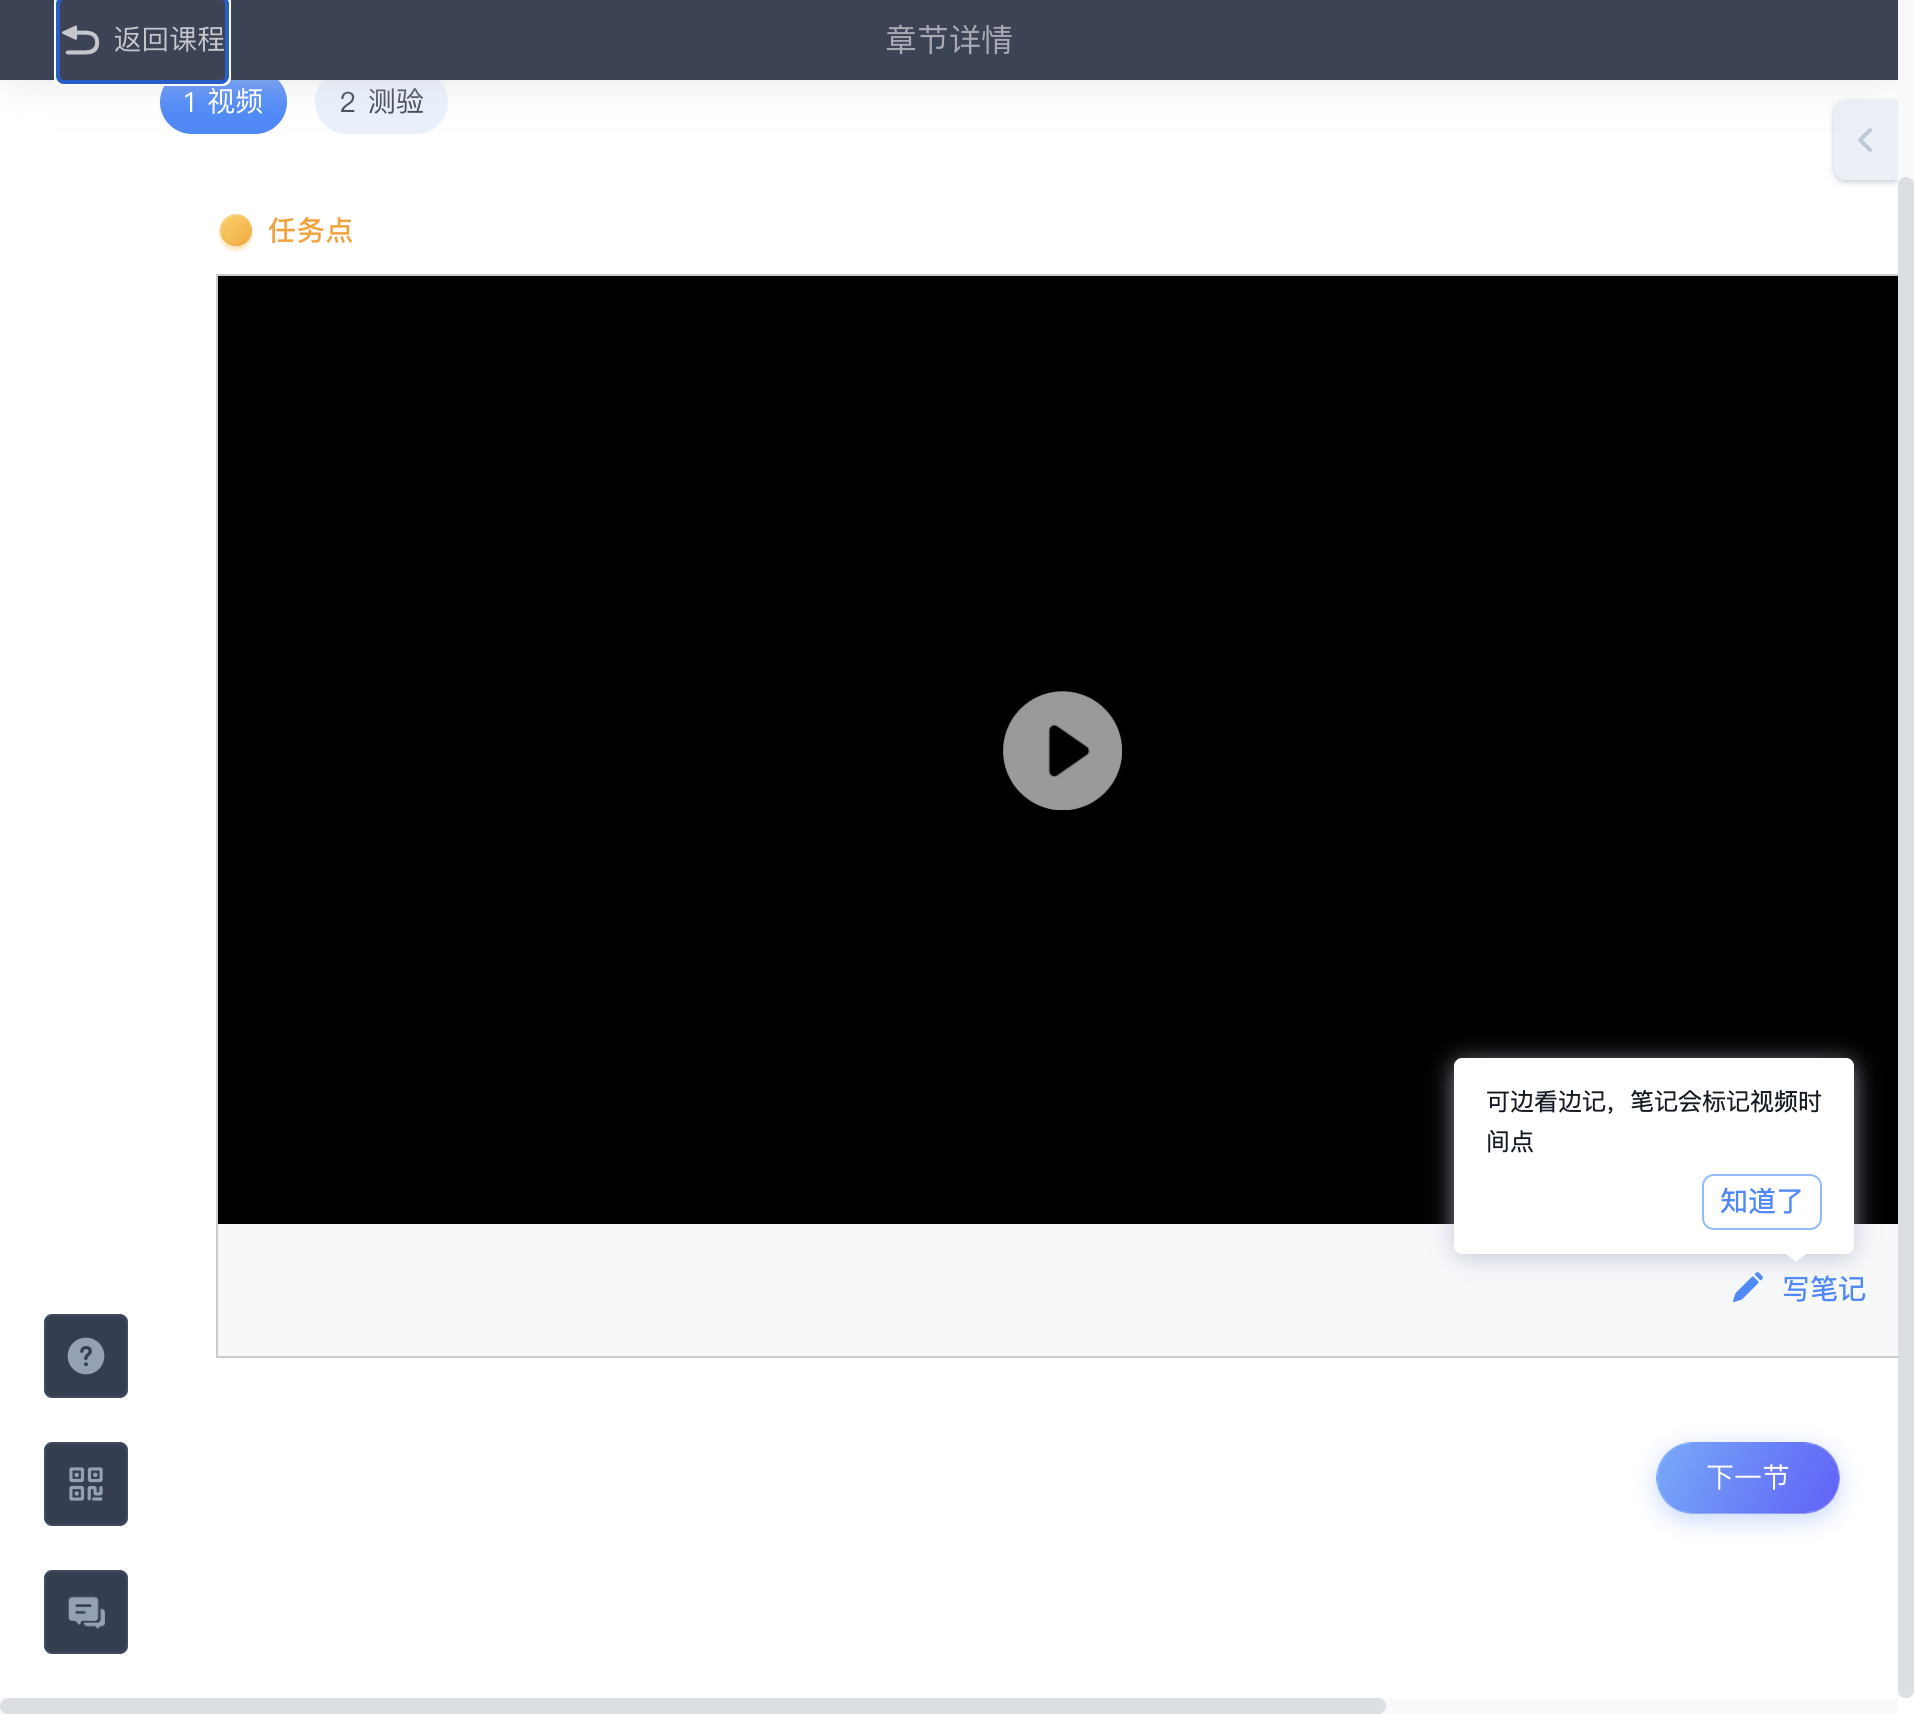 返回课程
章节详情
1 视频
2 测验
任务点
可边看边记，笔记会标记视频时
间点
知道了
写笔记
下一节